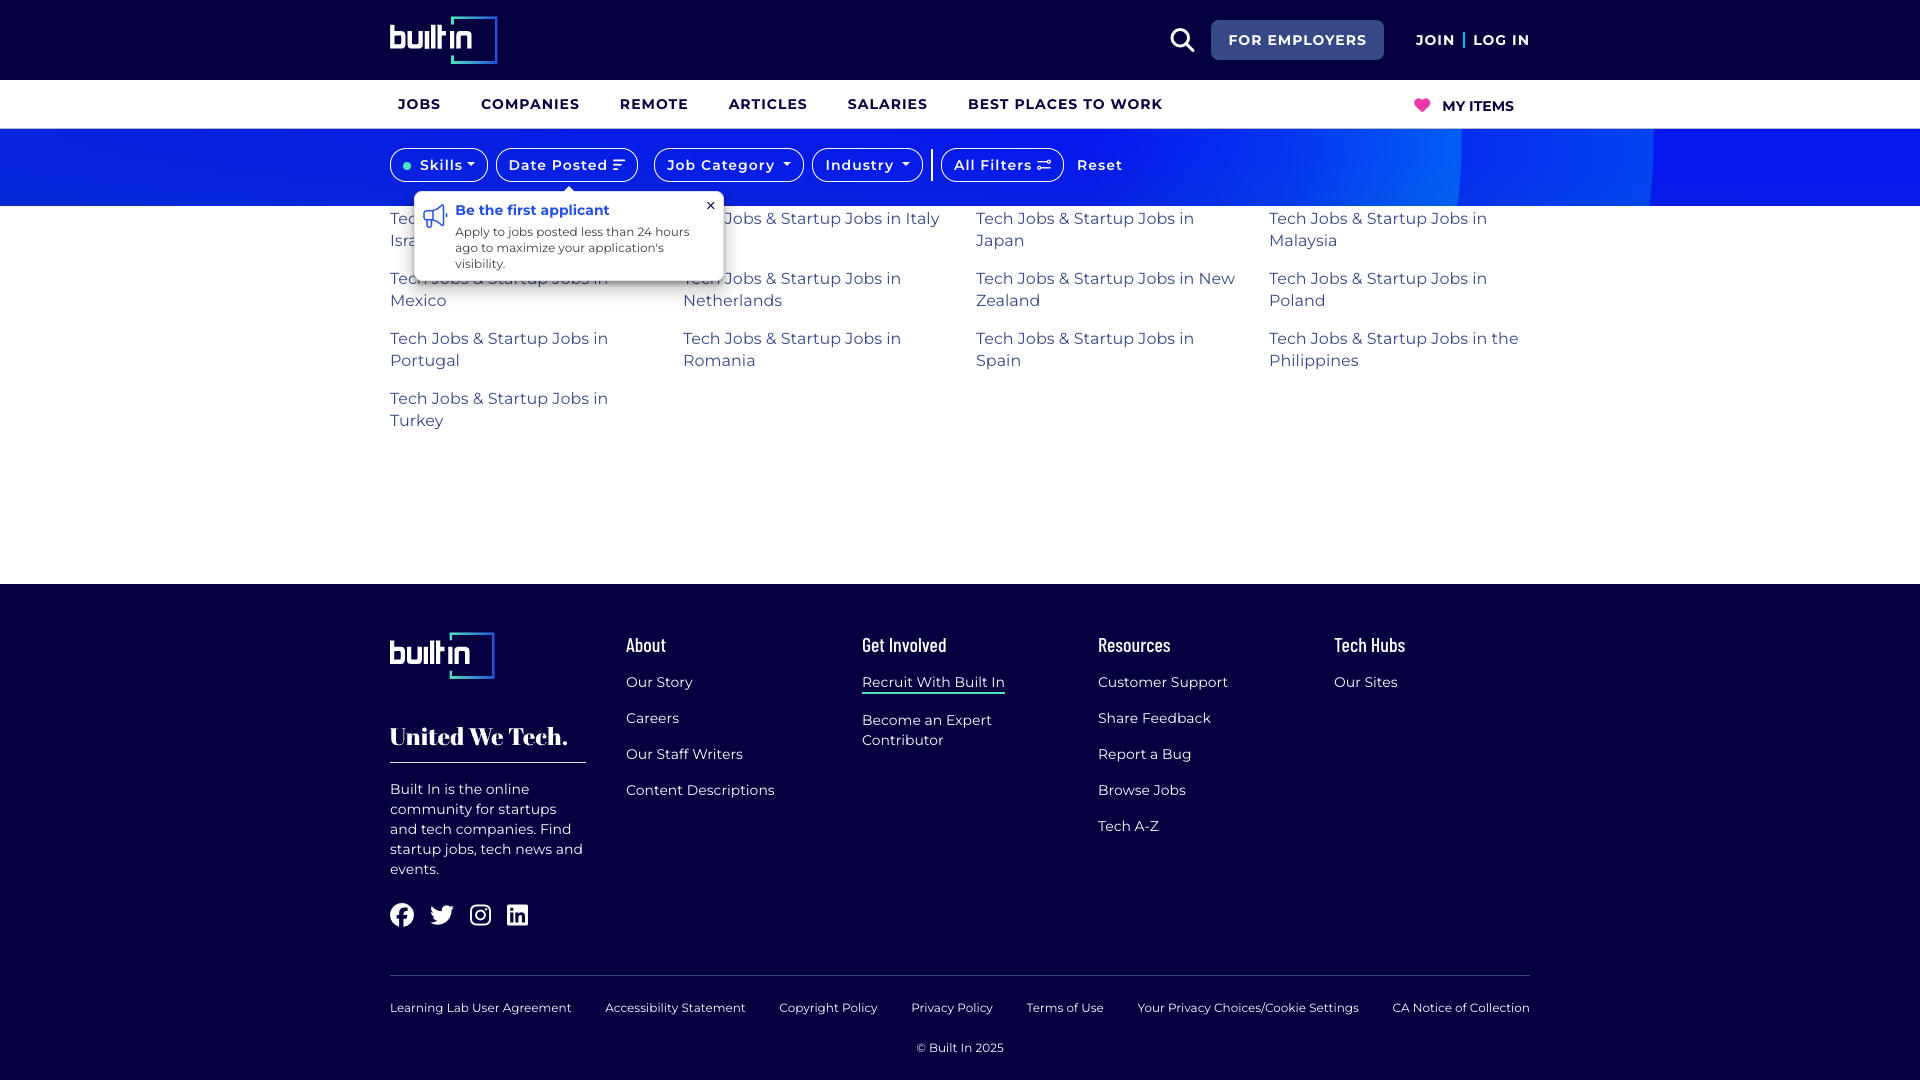 builtin
FOR EMPLOYERS
JOIN
LOG IN
JOBS
COMPANIES
REMOTE
ARTICLES
SALARIES
BEST PLACES TO WORK
MY ITEMS
Skills
Date Posted
Job Category
Industry
All Filters
Reset
Be the first applicant
Apply to jobs posted less than 24 hours
ago to maximize your application's
visibility.
Jobs & Startup Jobs in Italy
Tech Jobs & Startup Jobs in
Japan
Tech Jobs & Startup Jobs in
Malaysia
Tech Jobs & Startup Jobs in
Mexico
Tech Jobs & Startup Jobs in
Netherlands
Tech Jobs & Startup Jobs in New
Zealand
Tech Jobs & Startup Jobs in
Poland
Tech Jobs & Startup Jobs in
Portugal
Tech Jobs & Startup Jobs in
Romania
Tech Jobs & Startup Jobs in
Spain
Tech Jobs & Startup Jobs in the
Philippines
Tech Jobs & Startup Jobs in
Turkey
builtin
United We Tech.
Built In is the online
community for startups
and tech companies. Find
startup jobs, tech news and
events.
About
Our Story
Careers
Our Staff Writers
Content Descriptions
Get Involved
Recruit With Built In
Become an Expert
Contributor
Resources
Customer Support
Share Feedback
Report a Bug
Browse Jobs
Tech A-Z
Tech Hubs
Our Sites
Learning Lab User Agreement
Accessibility Statement
Copyright Policy
Privacy Policy
Terms of Use
Your Privacy Choices/Cookie Settings
CA Notice of Collection
© Built In 2025